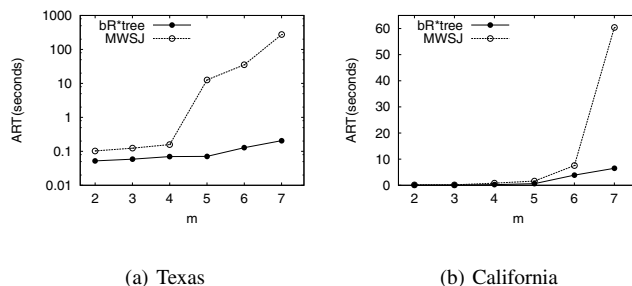 1000
100
10
1
0.1
0.01
ART(seconds)
bR*tree
MWSJ
2 3 4 5 6 7
m
(a) Texas
60
50
40
30
20
10
0
ART(seconds)
bR*tree
MWSJ
2 3 4 5 6 7
m
(b) California